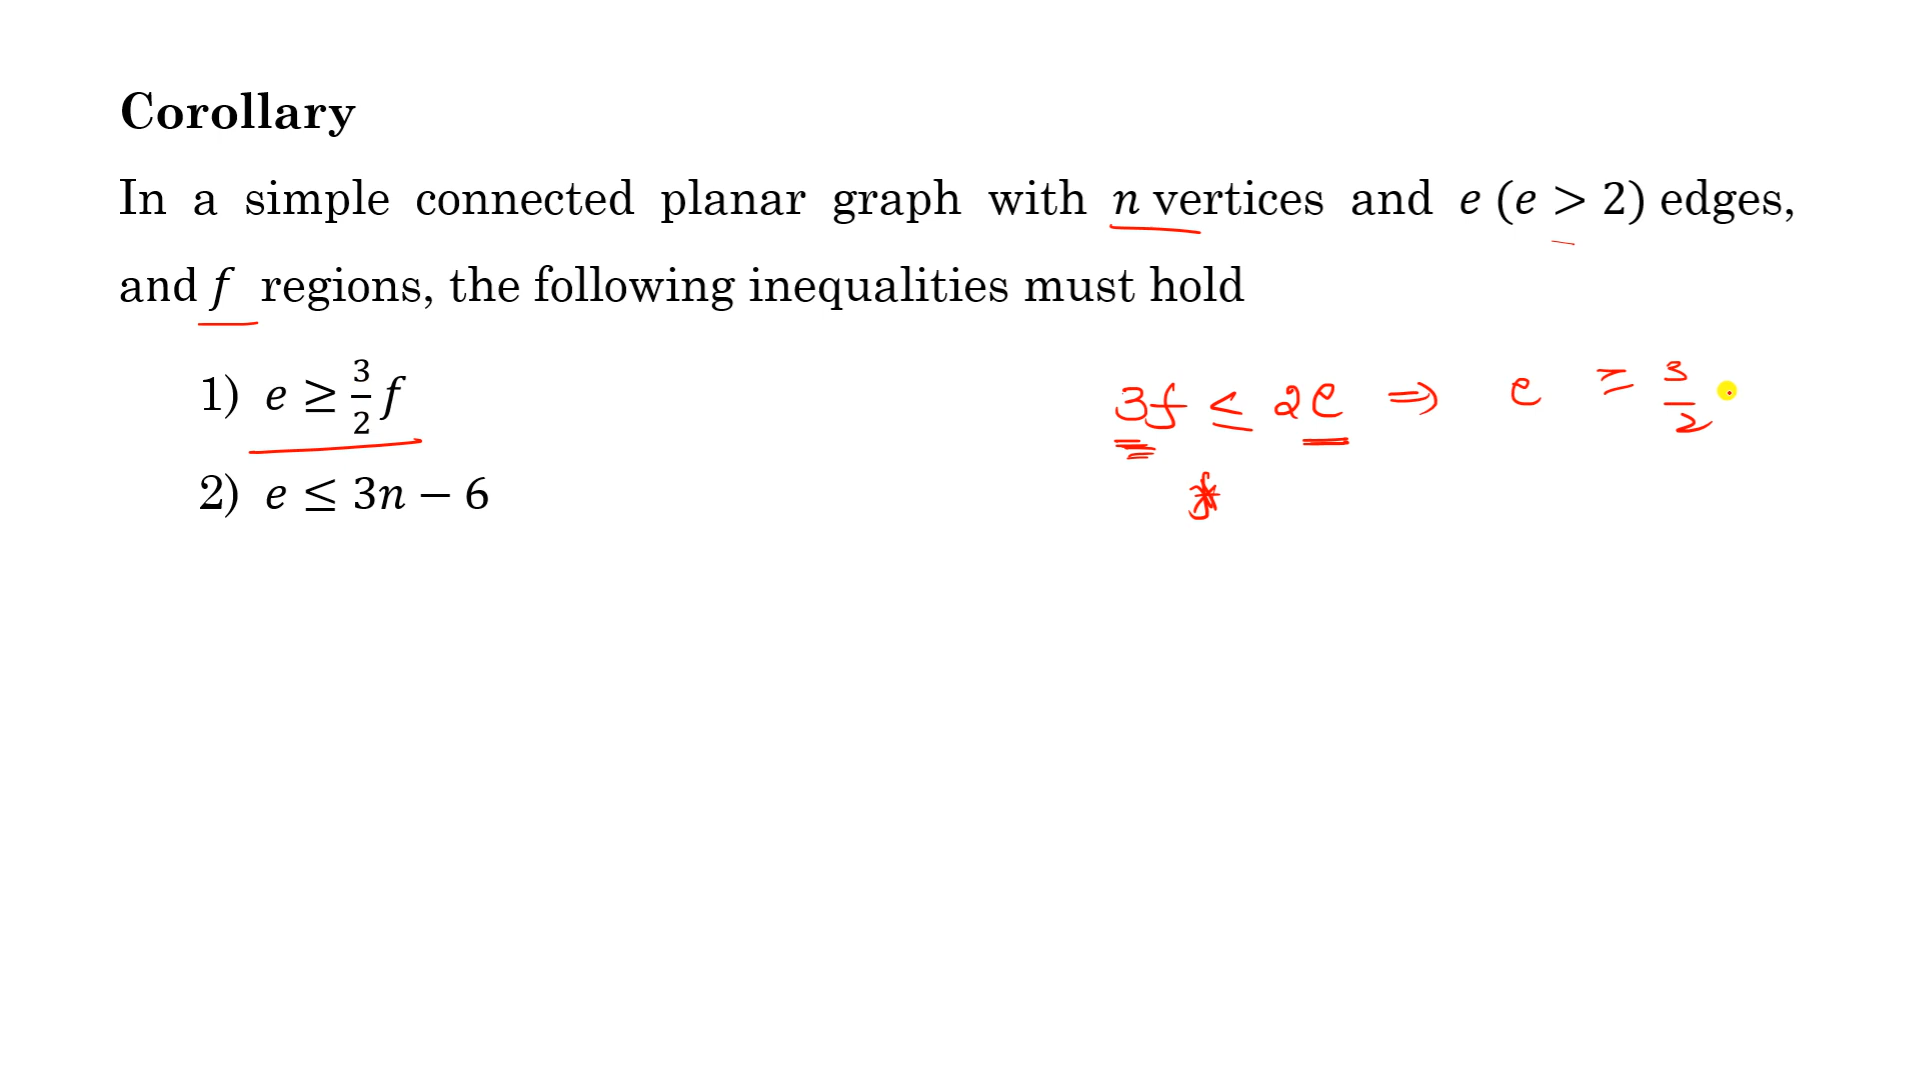 Corollary
In a simple connected planar graph with n vertices and e (e > 2) edges,
and f regions, the following inequalities must hold
1) e ≥ 3/2 f
3f ≤ 2e ⇒ e ≥ 3/2
2) e ≤ 3n − 6
*